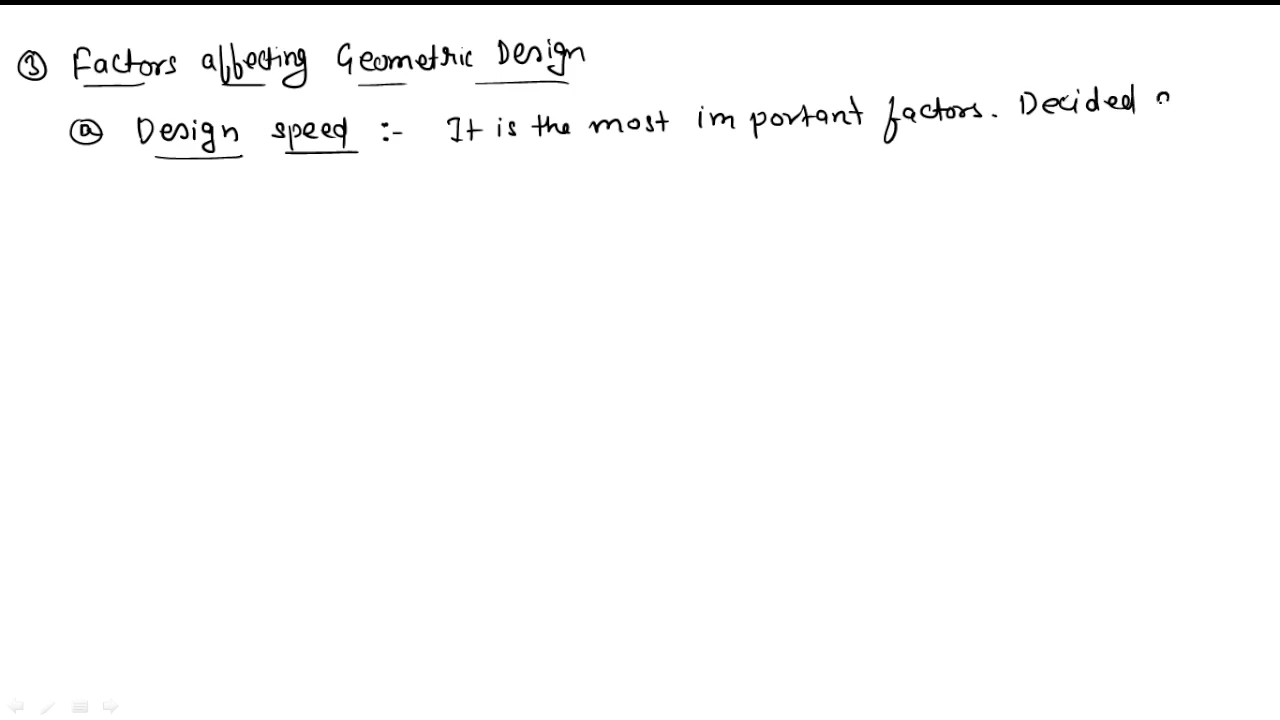 ③ Factors affecting Geometric Design
ⓐ Design speed :- It is the most important factors. Decided